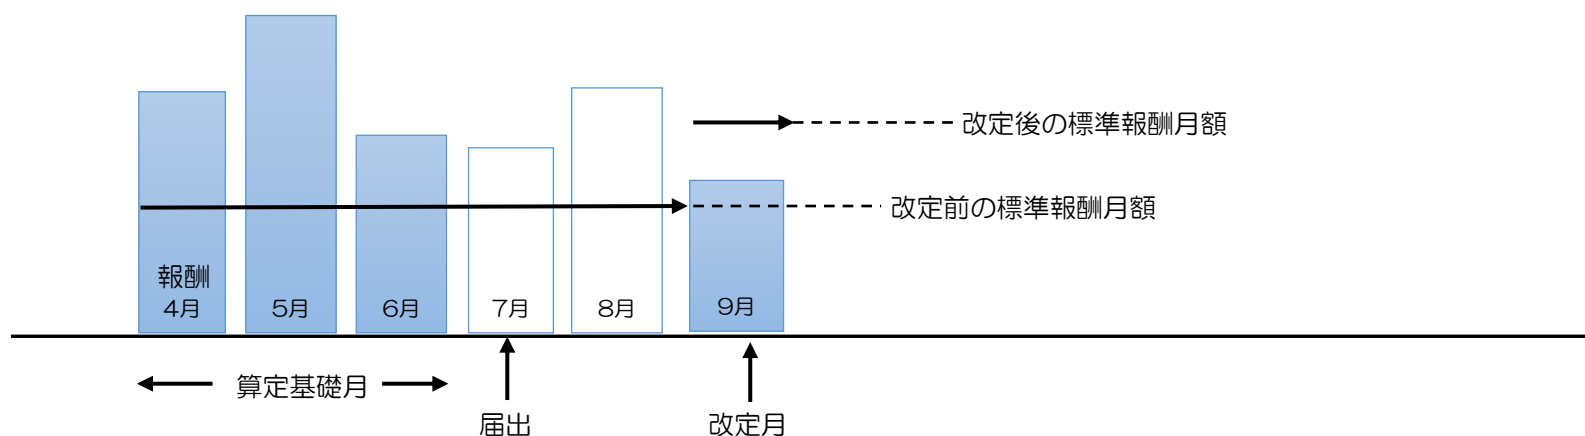 改定後の標準報酬月額
改定前の標準報酬月額
報酬
4月
5月
6月
7月
8月
9月
算定基礎月
届出
改定月